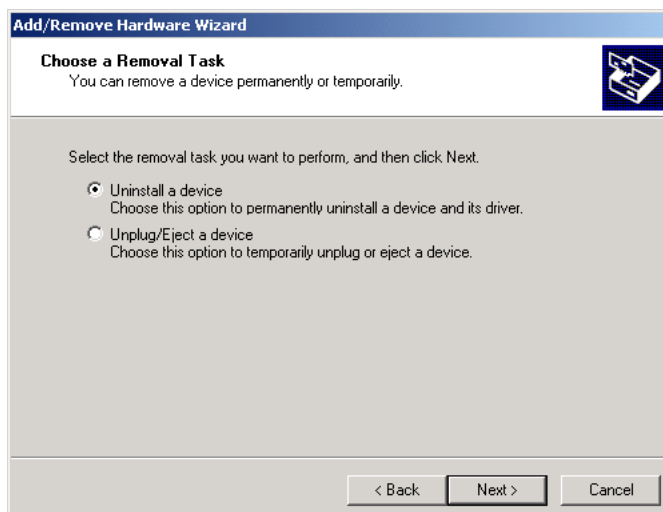 Add/Remove Hardware Wizard
Choose a Removal Task
You can remove a device permanently or temporarily.
Select the removal task you want to perform, and then click Next.
Uninstall a device
Choose this option to permanently uninstall a device and its driver.
Unplug/Eject a device
Choose this option to temporarily unplug or eject a device.
< Back Next > Cancel